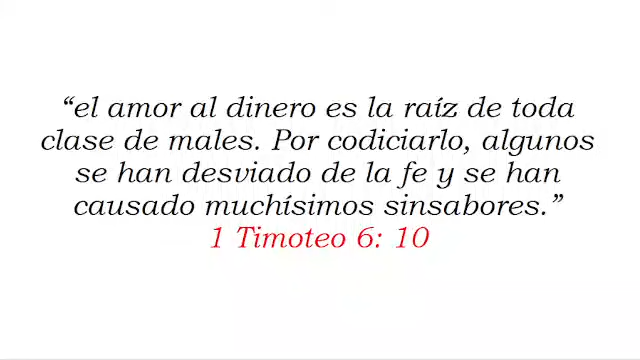 “el amor al dinero es la raíz de toda
clase de males. Por codiciarlo, algunos
se han desviado de la fe y se han
causado muchísimos sinsabores.”
1 Timoteo 6: 10